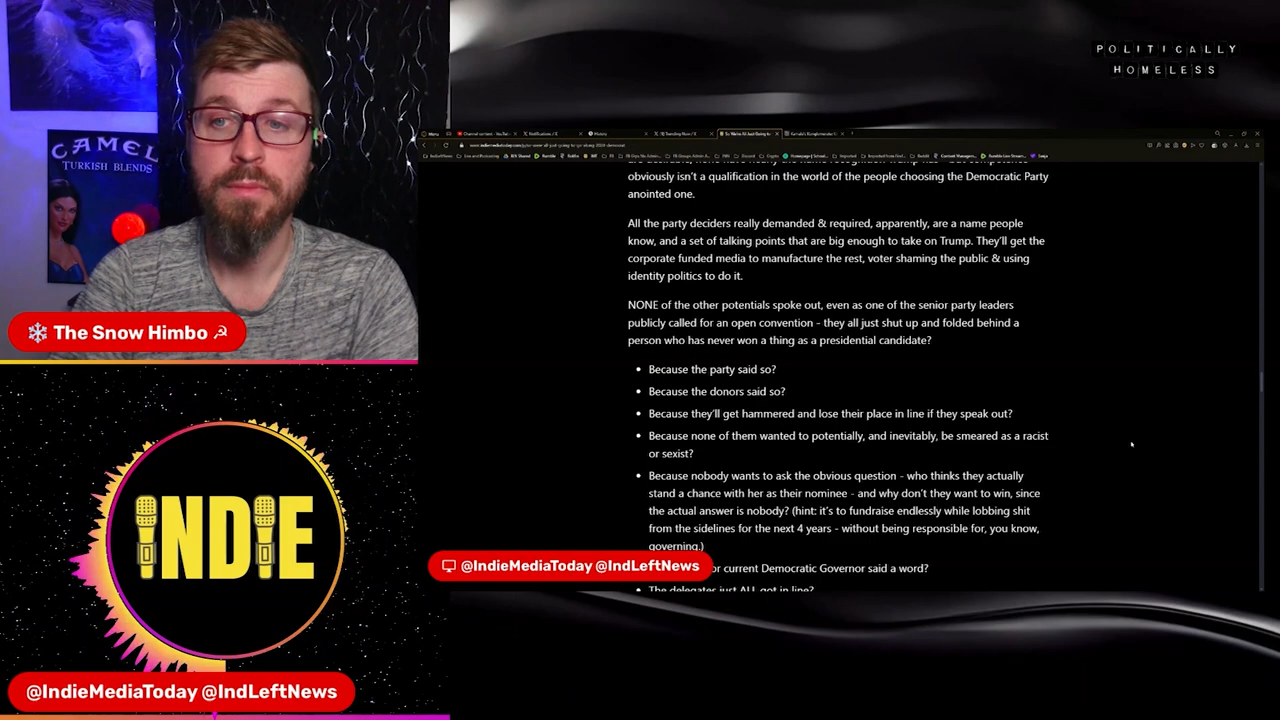 POLITICALLY
HOMELESS
CAMEL
TURKISH BLENDS
The Snow Himbo
INDIE
@IndieMediaToday @IndLeftNews
obviously isn't a qualification in the world of the people choosing the Democratic Party
anointed one.
All the party deciders really demanded & required, apparently, are a name people
know, and a set of talking points that are big enough to take on Trump. They'll get the
corporate funded media to manufacture the rest, voter shaming the public & using
identity politics to do it.
NONE of the other potentials spoke out, even as one of the senior party leaders
publicly called for an open convention - they all just shut up and folded behind a
person who has never won a thing as a presidential candidate?
• Because the party said so?
• Because the donors said so?
• Because they'll get hammered and lose their place in line if they speak out?
• Because none of them wanted to potentially, and inevitably, be smeared as a racist
or sexist?
• Because nobody wants to ask the obvious question - who thinks they actually
stand a chance with her as their nominee - and why don't they want to win, since
the actual answer is nobody? (hint: it's to fundraise endlessly while lobbing shit
from the sidelines for the next 4 years - without being responsible for, you know,
governing.)
or current Democratic Governor said a word?
• The delegates just ALL got in line?
@IndieMediaToday @IndLeftNews